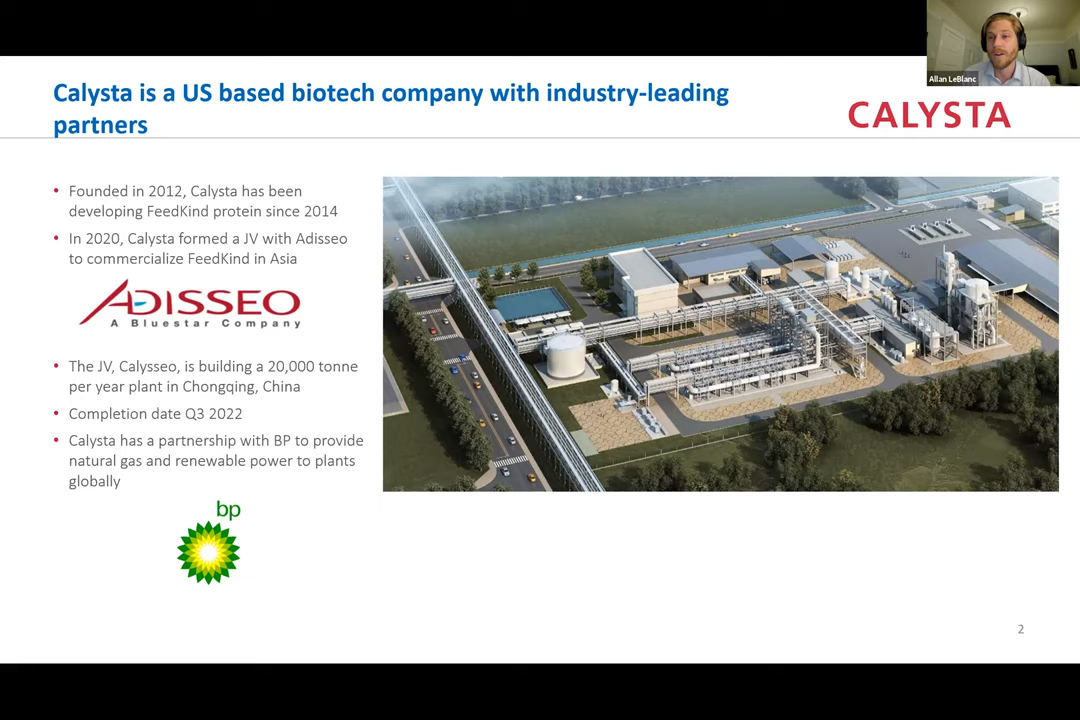 Allan LeBlanc
Calysta is a US based biotech company with industry-leading
partners
CALYSTA
• Founded in 2012, Calysta has been
developing FeedKind protein since 2014
• In 2020, Calysta formed a JV with Adisseo
to commercialize FeedKind in Asia
ADISSEO
A Bluestar Company
• The JV, Calysseo, is building a 20,000 tonne
per year plant in Chongqing, China
• Completion date Q3 2022
• Calysta has a partnership with BP to provide
natural gas and renewable power to plants
globally
bp
2